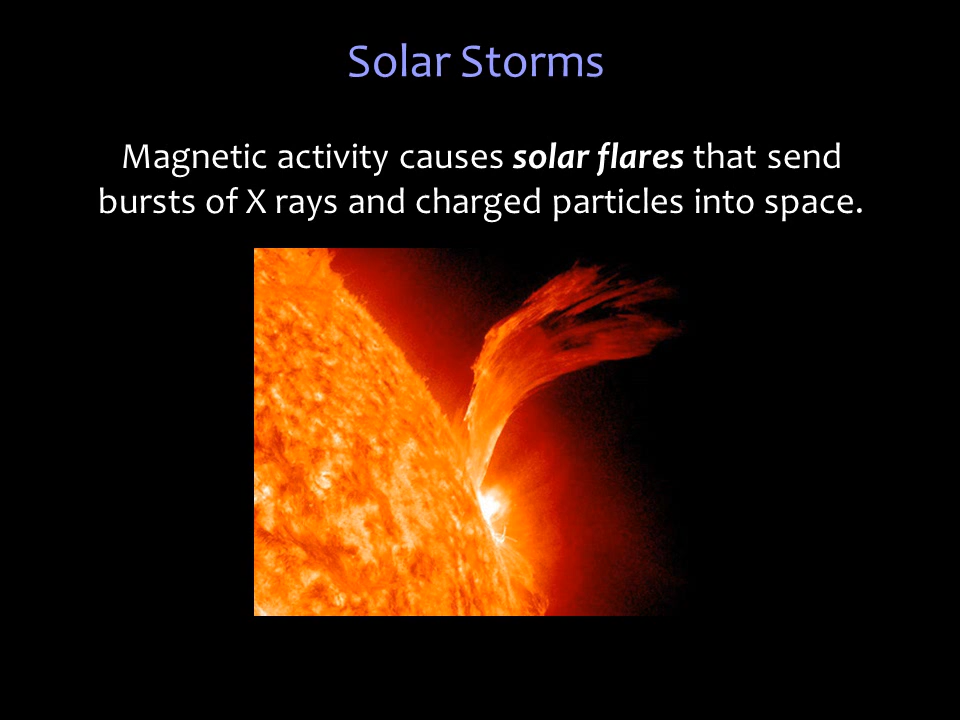 Solar Storms
Magnetic activity causes solar flares that send
bursts of X rays and charged particles into space.